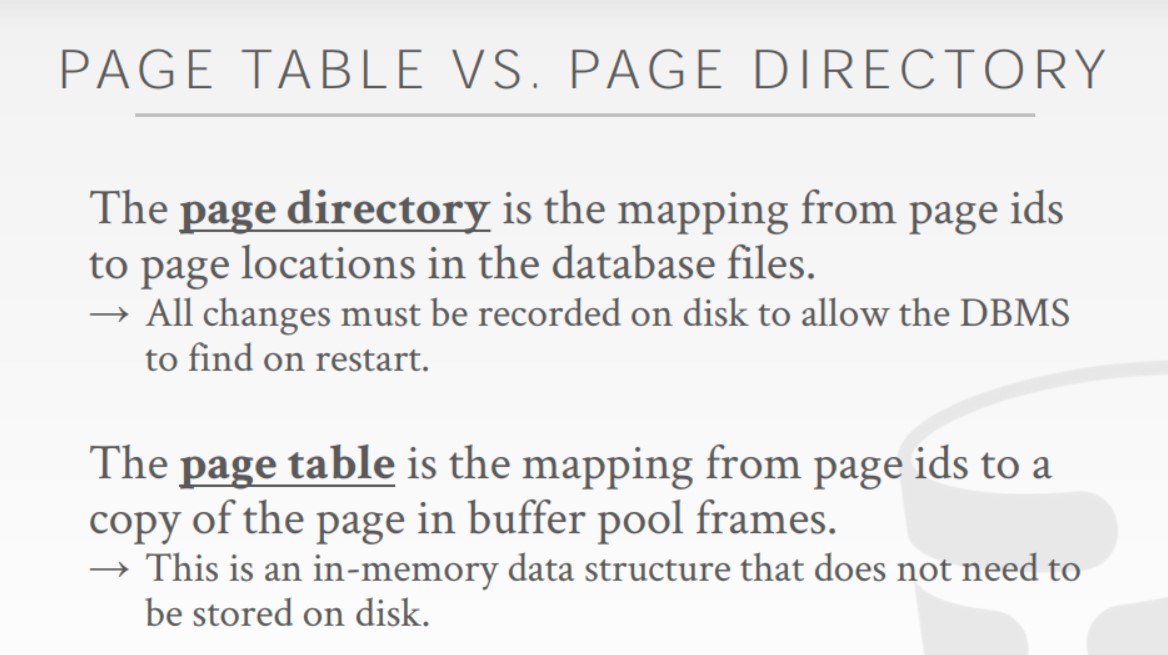 PAGE TABLE VS. PAGE DIRECTORY
The page directory is the mapping from page ids
to page locations in the database files.
→ All changes must be recorded on disk to allow the DBMS
to find on restart.
The page table is the mapping from page ids to a
copy of the page in buffer pool frames.
→ This is an in-memory data structure that does not need to
be stored on disk.